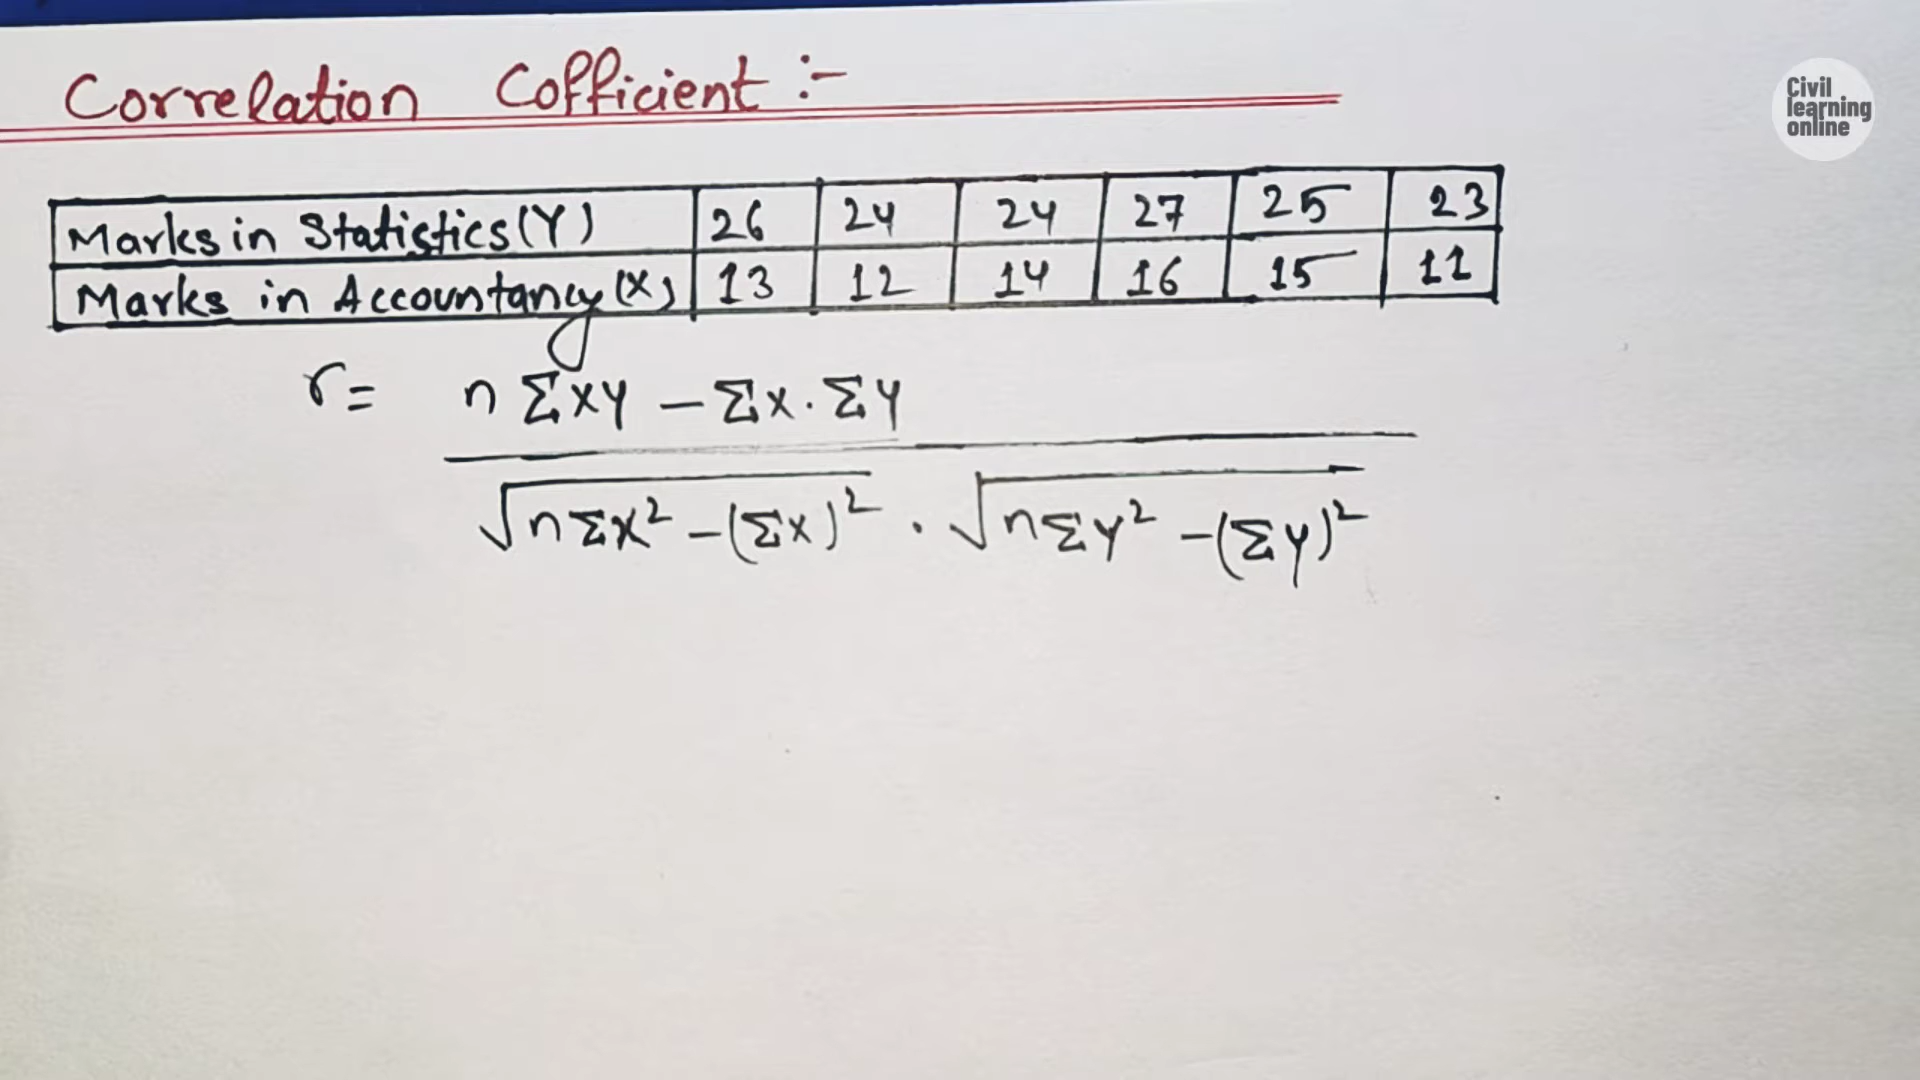 Correlation Cofficient :-
Civil
learning
online
Marks in Statistics (Y) 26 24 24 27 25 23
Marks in Accountancy (X) 13 12 14 16 15 11
r = n ΣXY - ΣX . ΣY
√nΣX² - (ΣX)² . √nΣY² - (ΣY)²